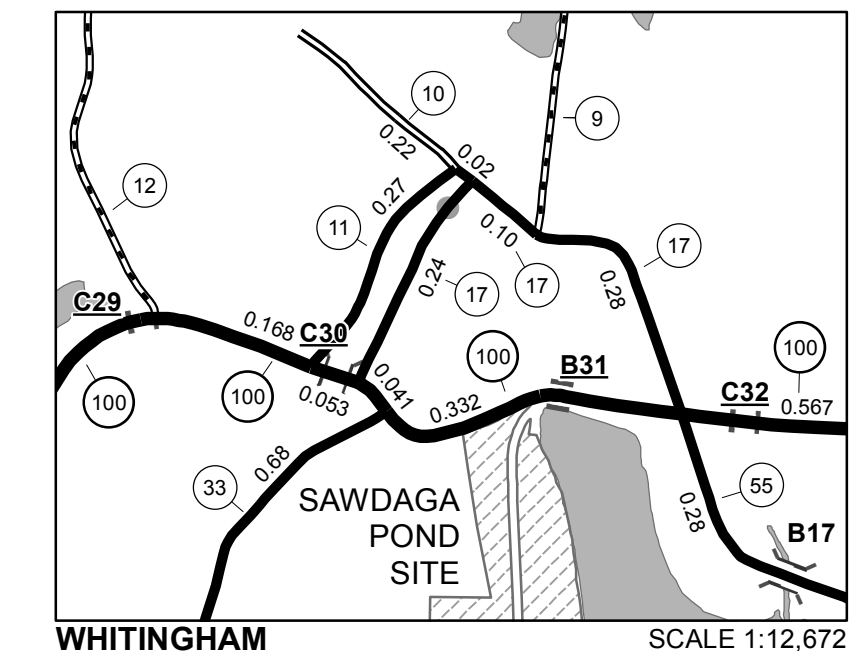 10
9
0.22
0.02
12
0.27
11
0.10
17
0.24
17
17
0.28
C29
0.168
C30
100
100
B31
100
C32
0.567
100
0.053
0.041
0.332
0.68
33
55
0.28
B17
SAWDAGA
POND
SITE
WHITINGHAM
SCALE 1:12,672